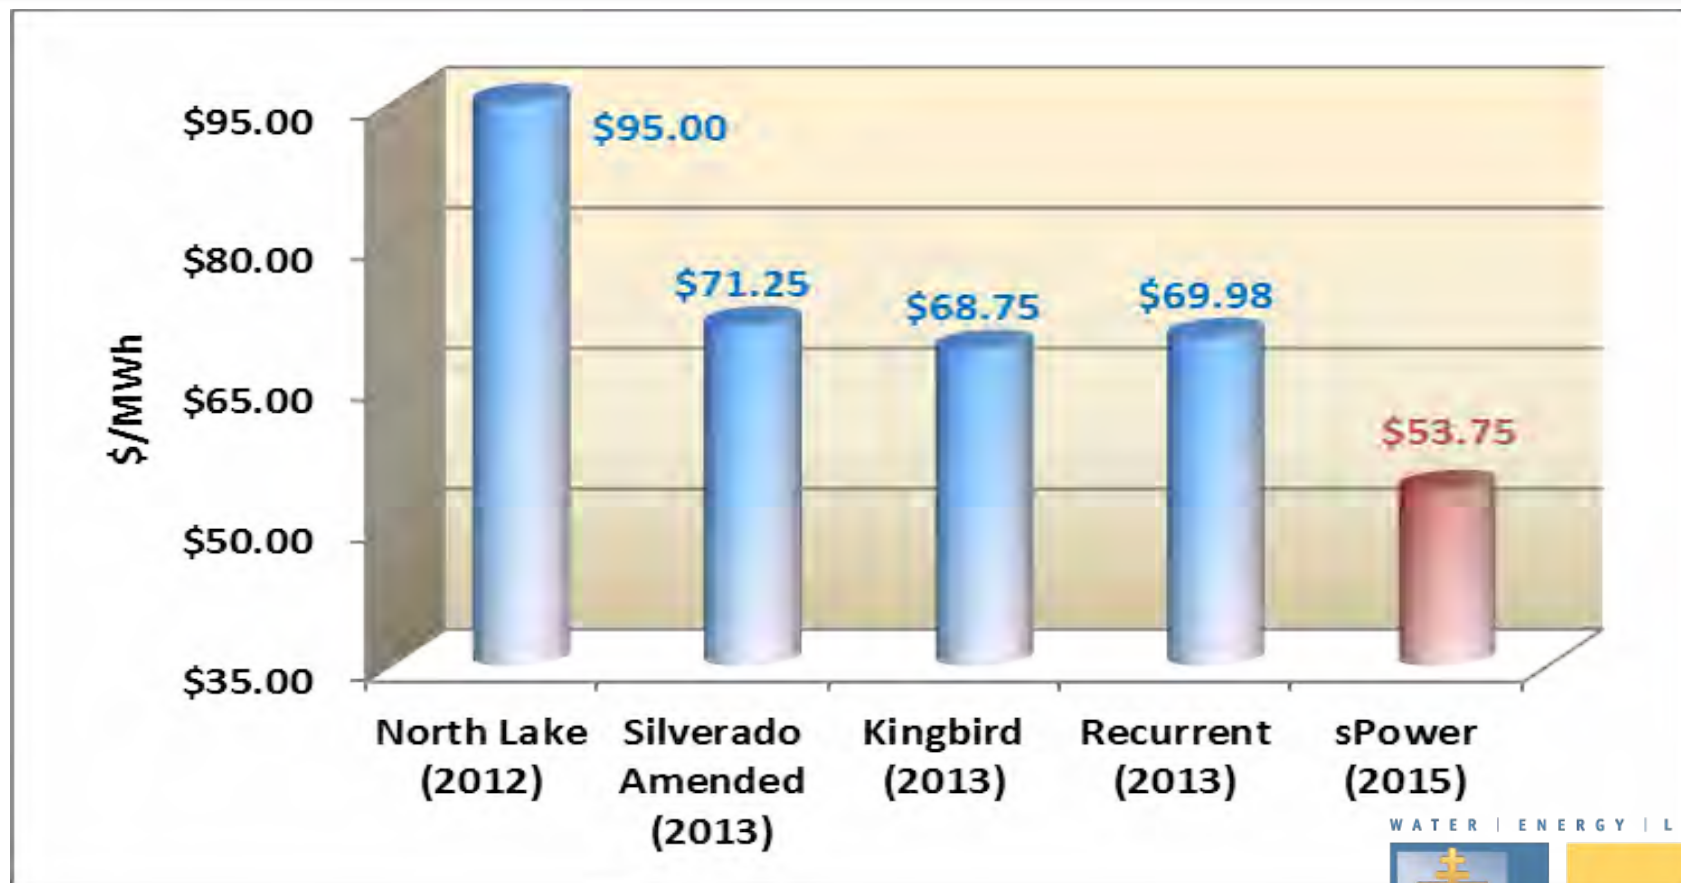 $95.00
$80.00
$65.00
$50.00
$35.00
$/MWh
$95.00
$71.25
$68.75
$69.98
$53.75
North Lake
(2012)
Silverado
Amended
(2013)
Kingbird
(2013)
Recurrent
(2013)
sPower
(2015)
WATER | ENERGY | L